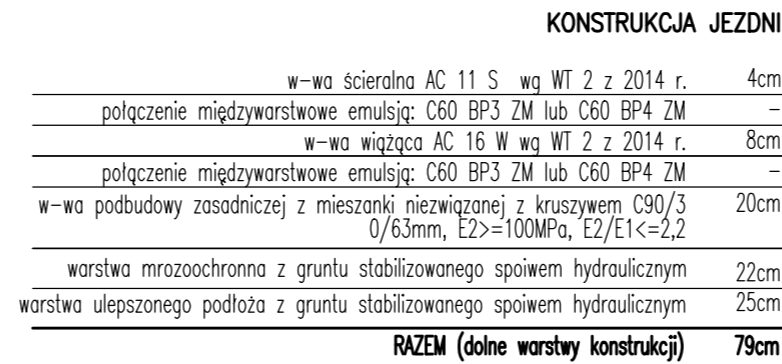 KONSTRUKCJA JEZDNI
w-wa ścieralna AC 11 S wg WT 2 z 2014 r. 4cm
połączenie międzywarstwowe emulsją: C60 BP3 ZM lub C60 BP4 ZM -
w-wa wiążąca AC 16 W wg WT 2 z 2014 r. 8cm
połączenie międzywarstwowe emulsją: C60 BP3 ZM lub C60 BP4 ZM -
w-wa podbudowy zasadniczej z mieszanki niezwiązanej z kruszywem C90/3 20cm
0/63mm, E2>=100MPa, E2/E1<=2,2
warstwa mrozoochronna z gruntu stabilizowanego spoiwem hydraulicznym 22cm
warstwa ulepszonego podłoża z gruntu stabilizowanego spoiwem hydraulicznym 25cm
RAZEM (dolne warstwy konstrukcji) 79cm